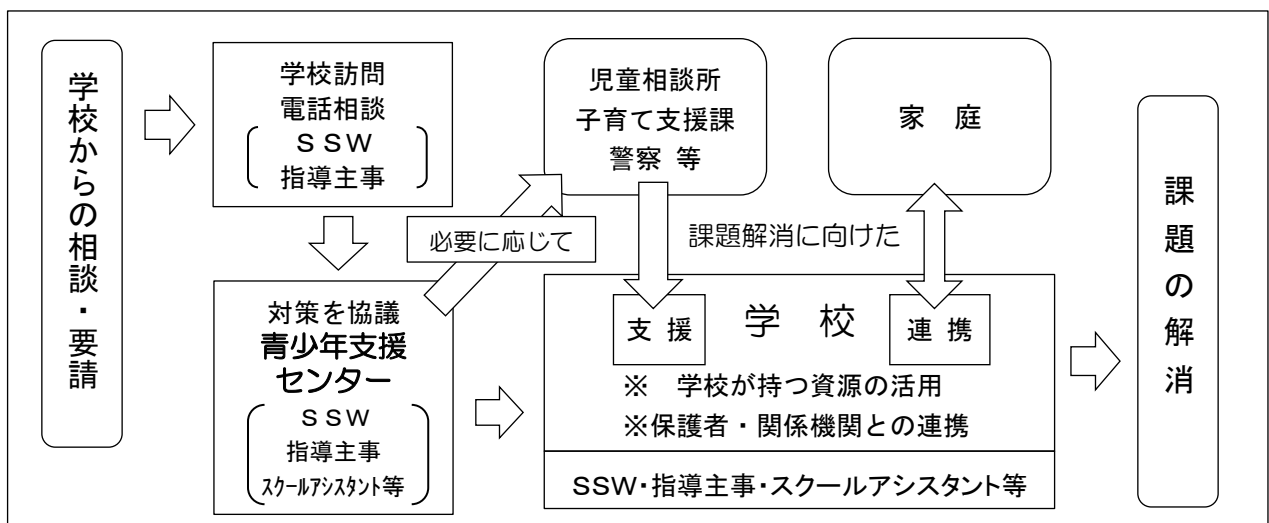 学校からの相談・要請
学校訪問
電話相談
ＳＳＷ
指導主事
対策を協議
青少年支援
センター
ＳＳＷ
指導主事
ｽｸｰﾙｱｼｽﾀﾝﾄ等
必要に応じて
児童相談所
子育て支援課
警察 等
家　庭
課題解消に向けた
支 援
学　校
連 携
※　学校が持つ資源の活用
※保護者・関係機関との連携
SSW･指導主事･スクールアシスタント等
課題の解消